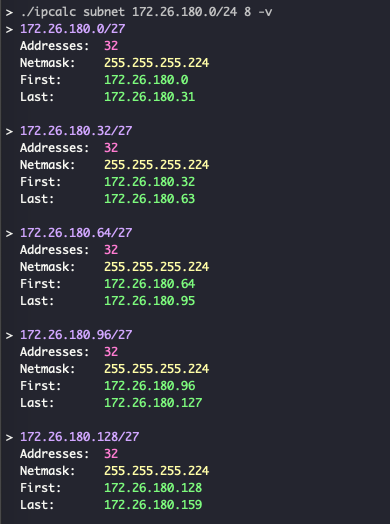 > ./ipcalc subnet 172.26.180.0/24 8 -v
> 172.26.180.0/27
Addresses: 32
Netmask: 255.255.255.224
First: 172.26.180.0
Last: 172.26.180.31
> 172.26.180.32/27
Addresses: 32
Netmask: 255.255.255.224
First: 172.26.180.32
Last: 172.26.180.63
> 172.26.180.64/27
Addresses: 32
Netmask: 255.255.255.224
First: 172.26.180.64
Last: 172.26.180.95
> 172.26.180.96/27
Addresses: 32
Netmask: 255.255.255.224
First: 172.26.180.96
Last: 172.26.180.127
> 172.26.180.128/27
Addresses: 32
Netmask: 255.255.255.224
First: 172.26.180.128
Last: 172.26.180.159